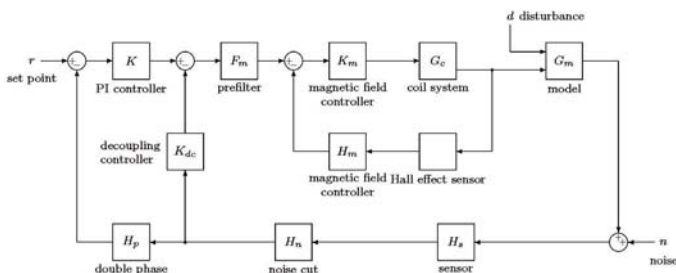 d disturbance
r
set point
+
−
K
PI controller
+
−
F_m
prefilter
+
−
K_m
magnetic field
controller
G_c
coil system
G_m
model
decoupling
controller
K_dc
H_m
magnetic field
controller
Hall effect sensor
H_p
double phase
H_n
noise cut
H_s
sensor
+
+
n
noise